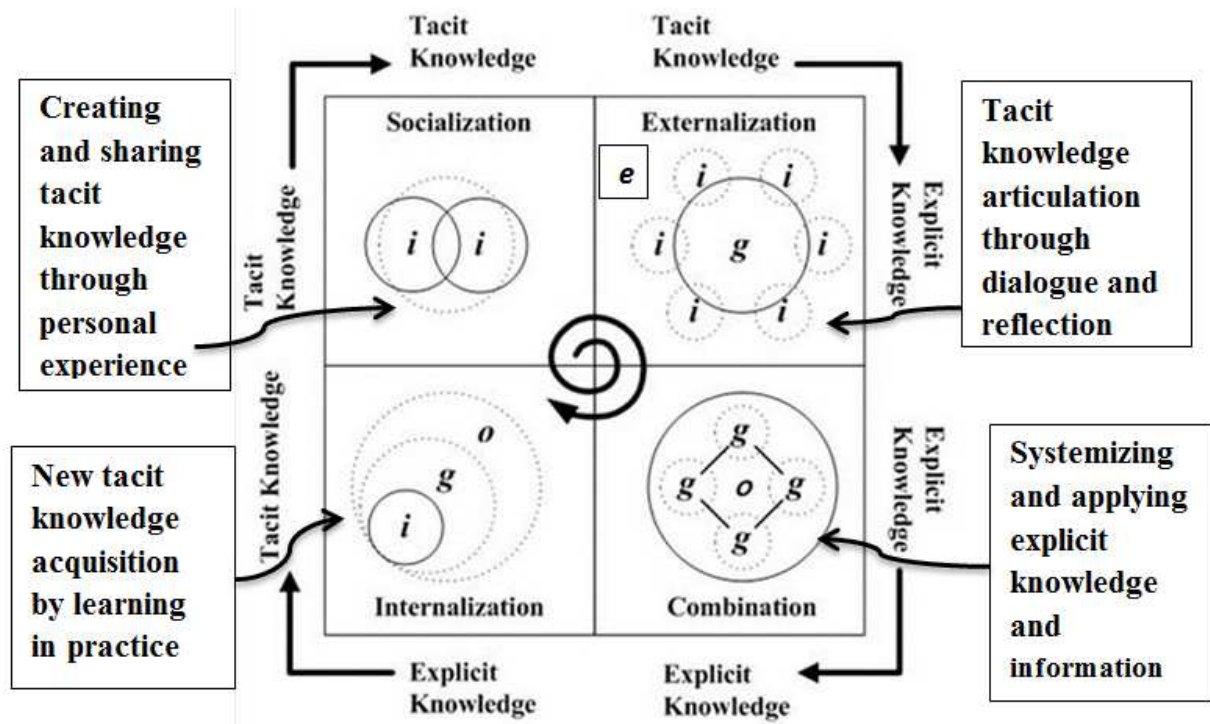 Tacit
Knowledge
Tacit
Knowledge
Creating
and sharing
tacit
knowledge
through
personal
experience
Tacit
Knowledge
Socialization
i i
Externalization
e
i i
i g i
i i
Explicit
Knowledge
Tacit
knowledge
articulation
through
dialogue and
reflection
New tacit
knowledge
acquisition
by learning
in practice
Tacit Knowledge
o
g
i
Internalization
g
g o g
g
Combination
Explicit
Knowledge
Systemizing
and applying
explicit
knowledge
and
information
Explicit
Knowledge
Explicit
Knowledge